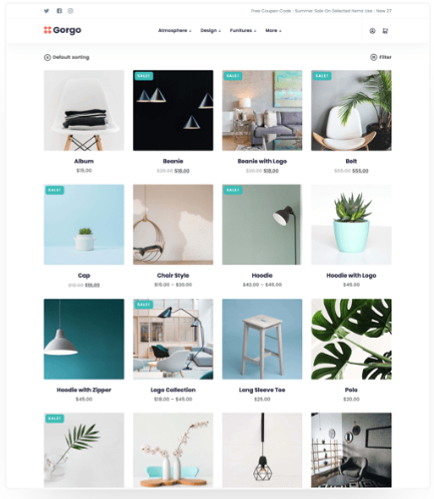 Free Coupon Code - Summer Sale On Selected Items Use - New 27
Gorgo
Atmosphere Design Funitures More
Default sorting
Filter
SALE!
SALE!
SALE!
Album
Beanie
Beanie with Logo
Belt
$15.00
$20.00 $18.00
$20.00 $18.00
$65.00 $55.00
SALE!
SALE!
Cap
Chair Style
Hoodie
Hoodie with Logo
$18.00 $16.00
$15.00 – $20.00
$42.00 – $45.00
$45.00
SALE!
Hoodie with Zipper
Logo Collection
Long Sleeve Tee
Polo
$45.00
$18.00 – $45.00
$25.00
$20.00
SALE!